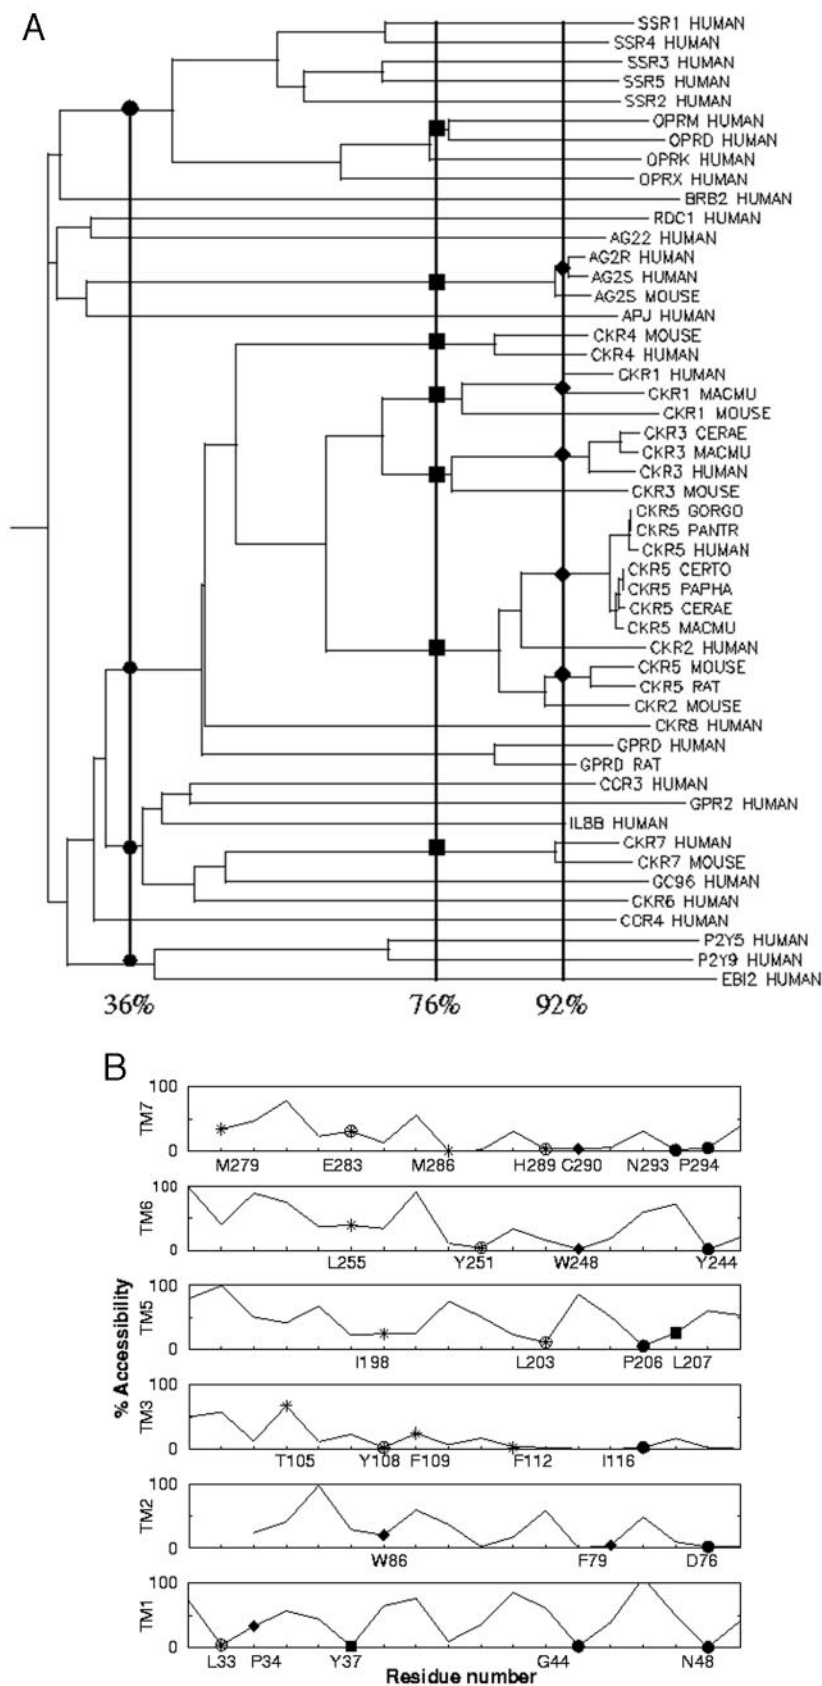 A
SSR1 HUMAN
SSR4 HUMAN
SSR3 HUMAN
SSR5 HUMAN
SSR2 HUMAN
OPRM HUMAN
OPRD HUMAN
OPRK HUMAN
OPRX HUMAN
BRB2 HUMAN
RDC1 HUMAN
AG22 HUMAN
AG2R HUMAN
AG2S HUMAN
AG2S MOUSE
APJ HUMAN
CKR4 MOUSE
CKR4 HUMAN
CKR1 HUMAN
CKR1 MACMU
CKR1 MOUSE
CKR3 CERAE
CKR3 MACMU
CKR3 HUMAN
CKR3 MOUSE
CKR5 GORGO
CKR5 PANTR
CKR5 HUMAN
CKR5 CERTO
CKR5 PAPHA
CKR5 CERAE
CKR5 MACMU
CKR2 HUMAN
CKR5 MOUSE
CKR5 RAT
CKR2 MOUSE
CKR8 HUMAN
GPRD HUMAN
GPRD RAT
CCR3 HUMAN
GPR2 HUMAN
IL8B HUMAN
CKR7 HUMAN
CKR7 MOUSE
GC96 HUMAN
CKR6 HUMAN
CCR4 HUMAN
P2Y5 HUMAN
P2Y9 HUMAN
EBI2 HUMAN
36% 76% 92%
B
% Accessibility
100
TM7
0
M279 E283 M286 H289 C290 N293 P294
100
TM6
0
L255 Y251 W248 Y244
100
TM5
0
I198 L203 P206 L207
100
TM3
0
T105 Y108 F109 F112 I116
100
TM2
0
W86 F79 D76
100
TM1
0
L33 P34 Y37 G44 N48
Residue number